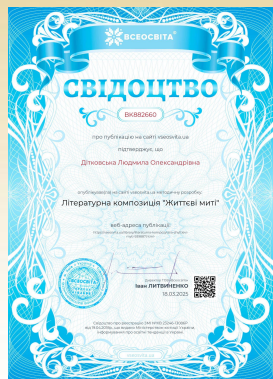 ВСЕОСВІТА
СВІДОЦТВО
ВК882660
про публікацію на сайті vseosvita.ua
підтверджує, що
Дітковська Людмила Олександрівна
опублікував(ла) на сайті vseosvita.ua методичну розробку:
Літературна композиція "Життєві миті"
веб-адреса публікації:
Іван ЛИТВИНЕНКО
18.03.2025